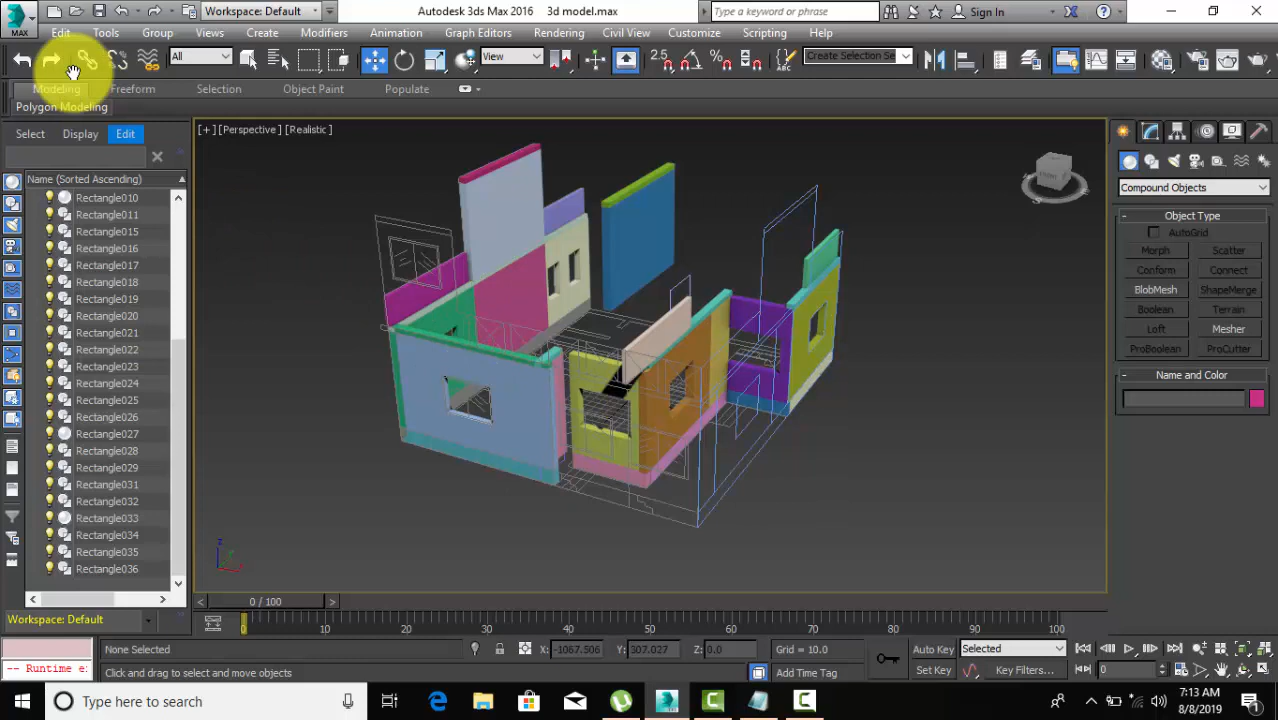 Workspace: Default
Autodesk 3ds Max 2016 3d model.max
Type a keyword or phrase
Sign In
MAX
Edit Tools Group Views Create Modifiers Animation Graph Editors Rendering Civil View Customize Scripting Help
All
View
2.5
Create Selection Se
Modeling Freeform Selection Object Paint Populate
Polygon Modeling
Select Display Edit
[+] [Perspective] [Realistic]
FRONT
Name (Sorted Ascending)
Rectangle010
Rectangle011
Rectangle015
Rectangle016
Rectangle017
Rectangle018
Rectangle019
Rectangle020
Rectangle021
Rectangle022
Rectangle023
Rectangle024
Rectangle025
Rectangle026
Rectangle027
Rectangle028
Rectangle029
Rectangle031
Rectangle032
Rectangle033
Rectangle034
Rectangle035
Rectangle036
Compound Objects
Object Type
AutoGrid
Morph Scatter
Conform Connect
BlobMesh ShapeMerge
Boolean Terrain
Loft Mesher
ProBoolean ProCutter
Name and Color
z
0 / 100
Workspace: Default
0 10 20 30 40 50 60 70 80 90 100
None Selected
X: -1067.506 Y: 307.027 Z: 0.0
Grid = 10.0
Auto Key Selected
-- Runtime e
Click and drag to select and move objects
Add Time Tag
Set Key Key Filters...
0
Type here to search
7:13 AM
8/8/2019